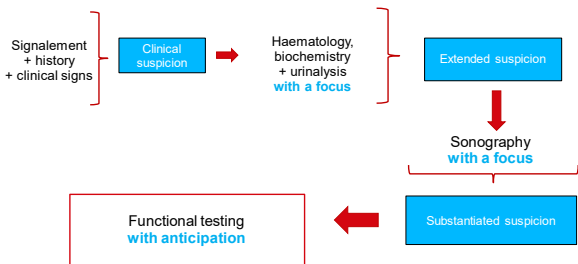 Signalement
+ history
+ clinical signs
Clinical
suspicion
Haematology,
biochemistry
+ urinalysis
with a focus
Extended suspicion
Sonography
with a focus
Substantiated suspicion
Functional testing
with anticipation